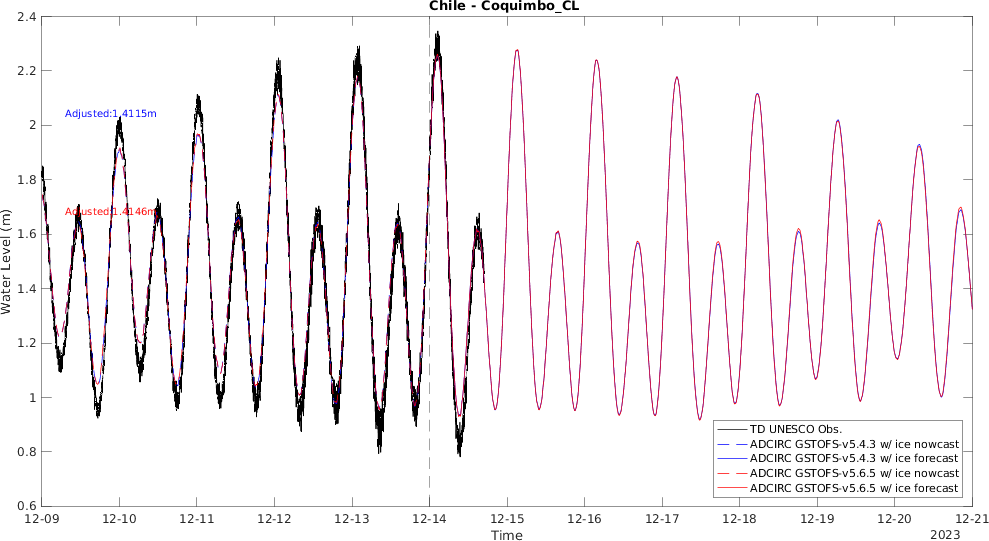 Chile - Coquimbo_CL
2.4
2.2
2
1.8
1.6
1.4
1.2
1
0.8
0.6
Water Level (m)
Adjusted:1.4115m
Adjusted:1.4146m
TD UNESCO Obs.
ADCIRC GSTOFS-v5.4.3 w/ ice nowcast
ADCIRC GSTOFS-v5.4.3 w/ ice forecast
ADCIRC GSTOFS-v5.6.5 w/ ice nowcast
ADCIRC GSTOFS-v5.6.5 w/ ice forecast
12-09 12-10 12-11 12-12 12-13 12-14 12-15 12-16 12-17 12-18 12-19 12-20 12-21
Time
2023